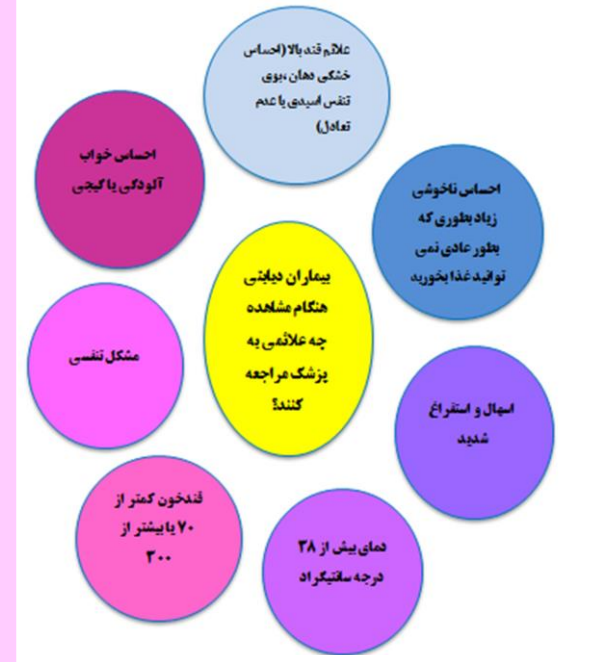 علائم قند بالا (احساس
خشکی دهان ،بوی
تنفس اسیدی یا عدم
تعادل)
احساس ناخوشی
زیاد بطوری که
بطور عادی نمی
توانید غذا بخورید
اسهال و استفراغ
شدید
دمای بیش از ۳۸
درجه سانتیگراد
قندخون کمتر از
۷۰ یا بیشتر از
۳۰۰
مشکل تنفسی
احساس خواب
آلودگی یا گیجی
بیماران دیابتی
هنگام مشاهده
چه علائمی به
پزشک مراجعه
کنند؟